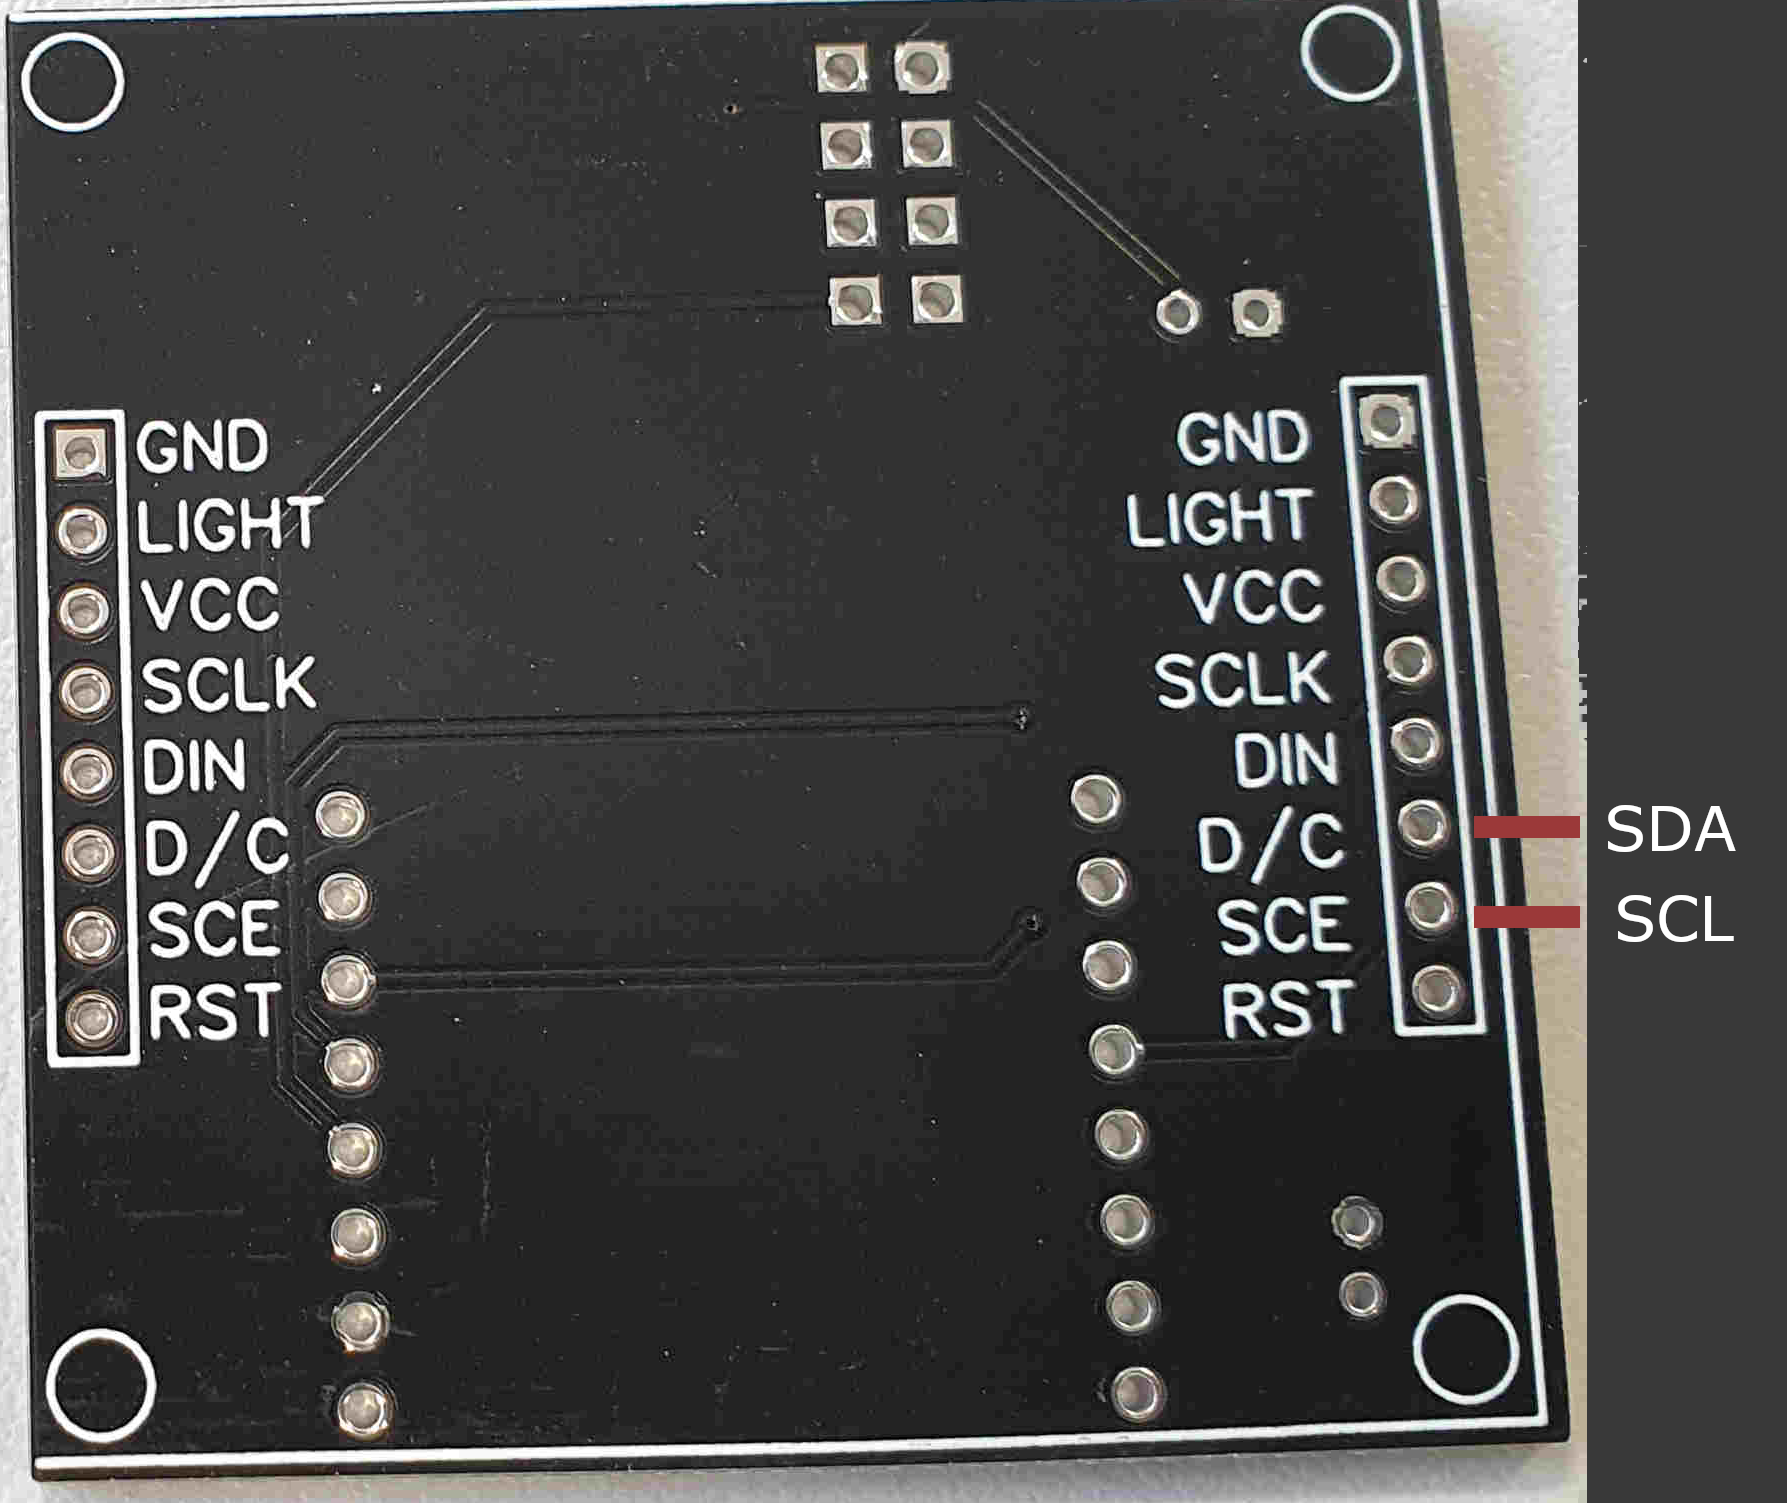 GND
LIGHT
VCC
SCLK
DIN
D/C
SCE
RST
GND
LIGHT
VCC
SCLK
DIN
D/C
SCE
RST
SDA
SCL